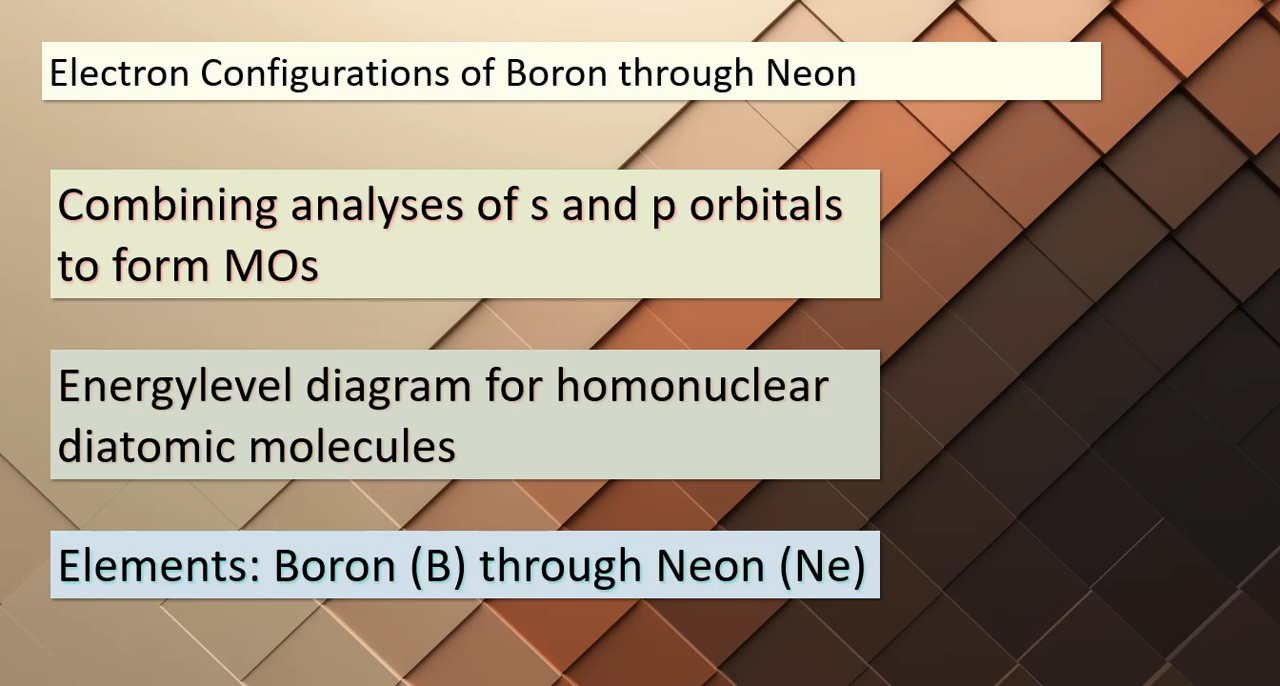 Electron Configurations of Boron through Neon
Combining analyses of s and p orbitals
to form MOs
Energylevel diagram for homonuclear
diatomic molecules
Elements: Boron (B) through Neon (Ne)